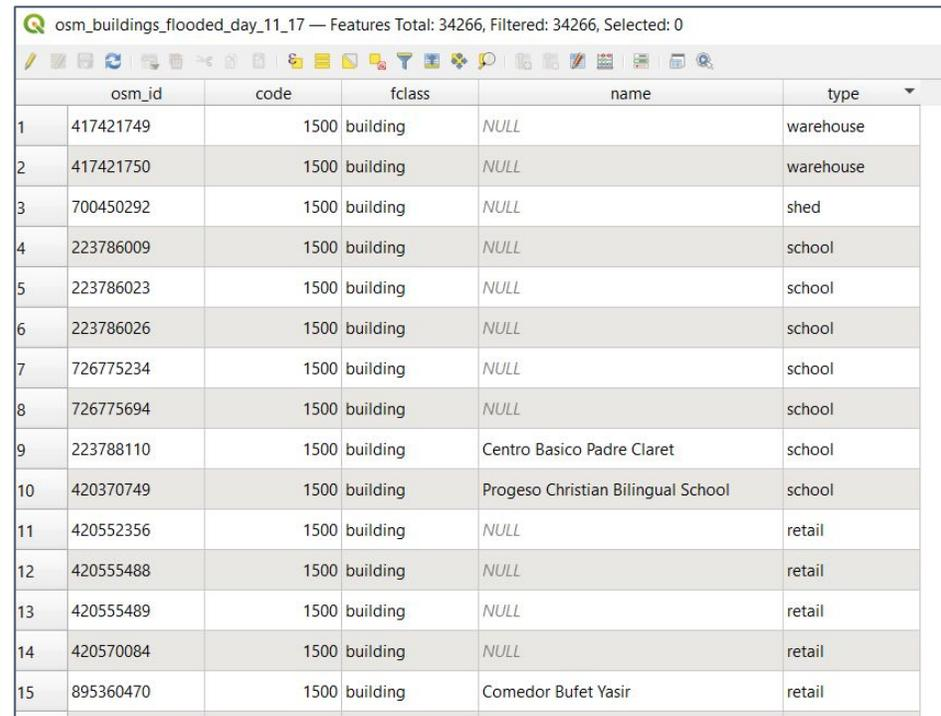 osm_buildings_flooded_day_11_17 — Features Total: 34266, Filtered: 34266, Selected: 0
osm_id code fclass name type
1 417421749 1500 building NULL warehouse
2 417421750 1500 building NULL warehouse
3 700450292 1500 building NULL shed
4 223786009 1500 building NULL school
5 223786023 1500 building NULL school
6 223786026 1500 building NULL school
7 726775234 1500 building NULL school
8 726775694 1500 building NULL school
9 223788110 1500 building Centro Basico Padre Claret school
10 420370749 1500 building Progeso Christian Bilingual School school
11 420552356 1500 building NULL retail
12 420555488 1500 building NULL retail
13 420555489 1500 building NULL retail
14 420570084 1500 building NULL retail
15 895360470 1500 building Comedor Bufet Yasir retail